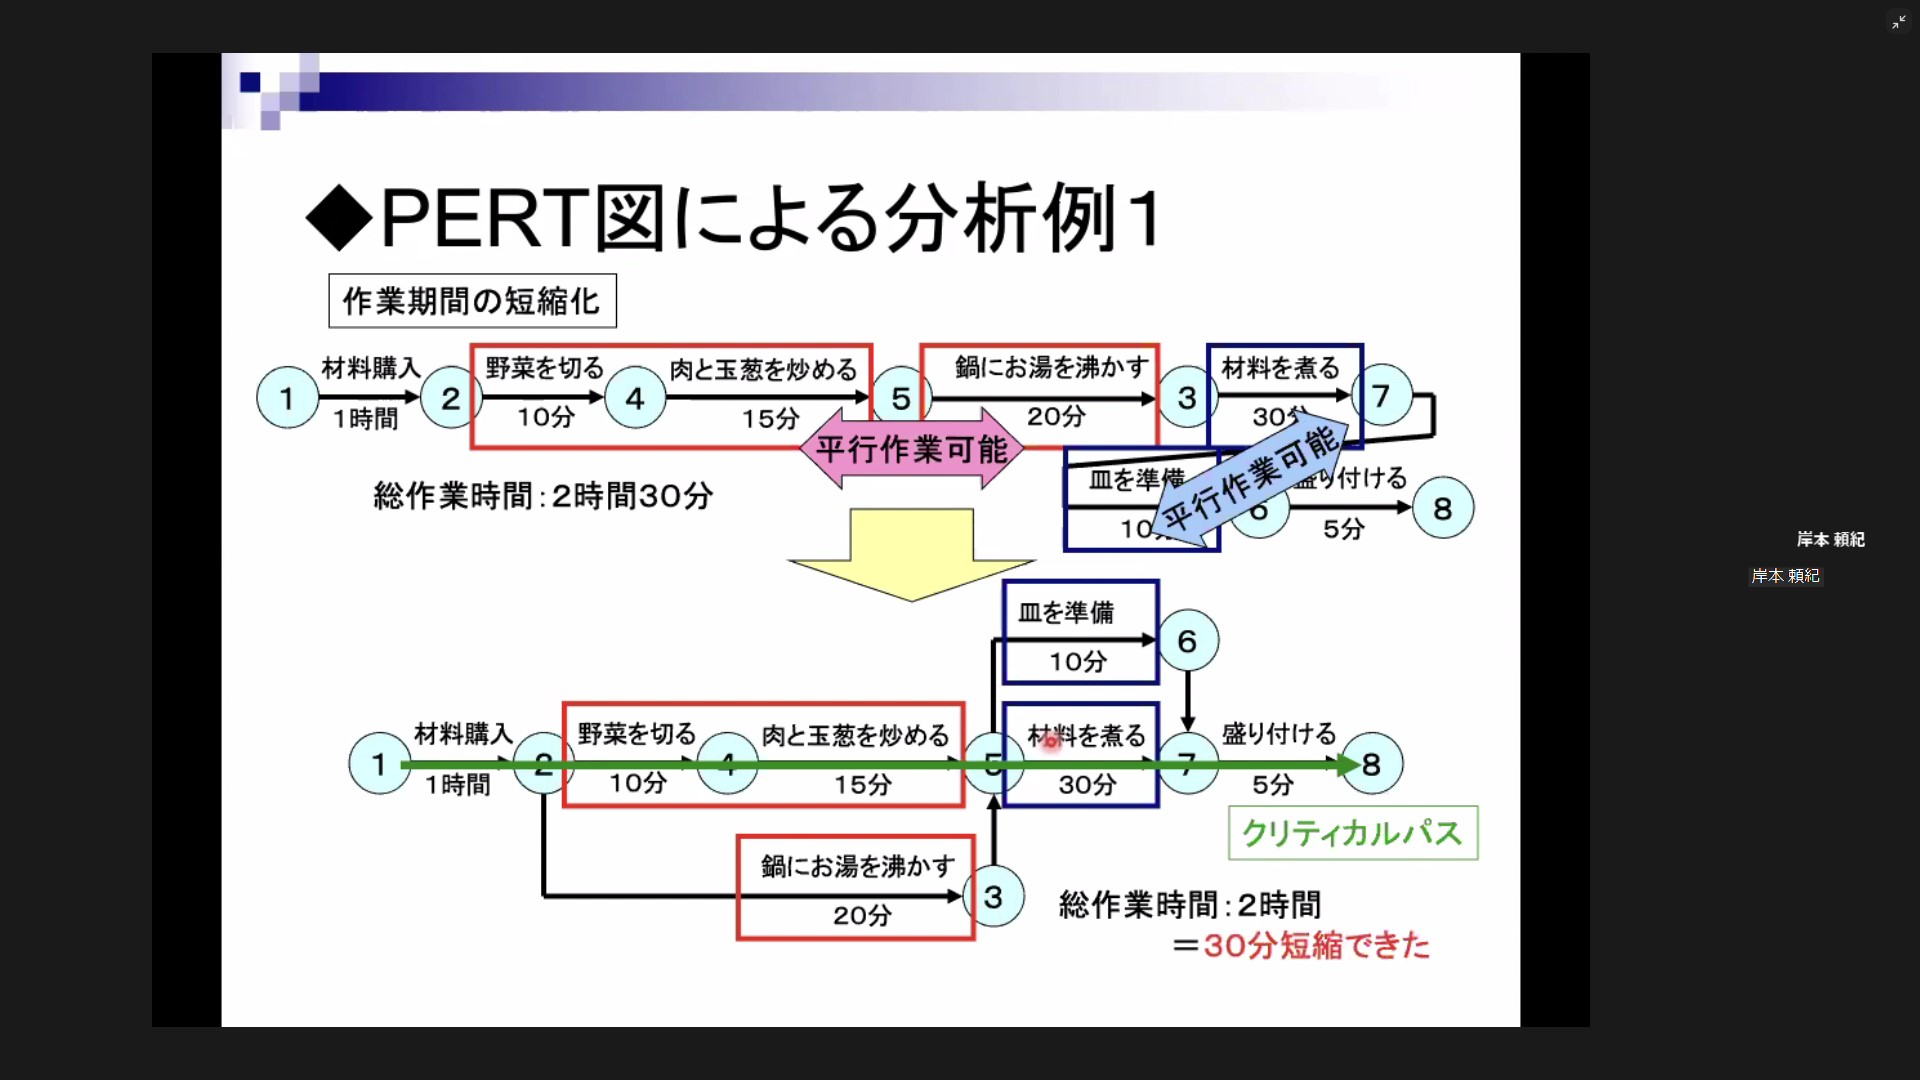 ◆PERT図による分析例1
作業期間の短縮化
材料購入 野菜を切る 肉と玉葱を炒める 鍋にお湯を沸かす 材料を煮る
1 2 4 5 3 7
1時間 10分 15分 20分 30分
平行作業可能
平行作業可能
総作業時間:2時間30分
皿を準備 盛り付ける
6 8
10分 5分
皿を準備
6
10分
材料購入 野菜を切る 肉と玉葱を炒める 材料を煮る 盛り付ける
1 2 4 5 7 8
1時間 10分 15分 30分 5分
クリティカルパス
鍋にお湯を沸かす
3
20分
総作業時間:2時間
=30分短縮できた
岸本 頼紀
岸本 頼紀